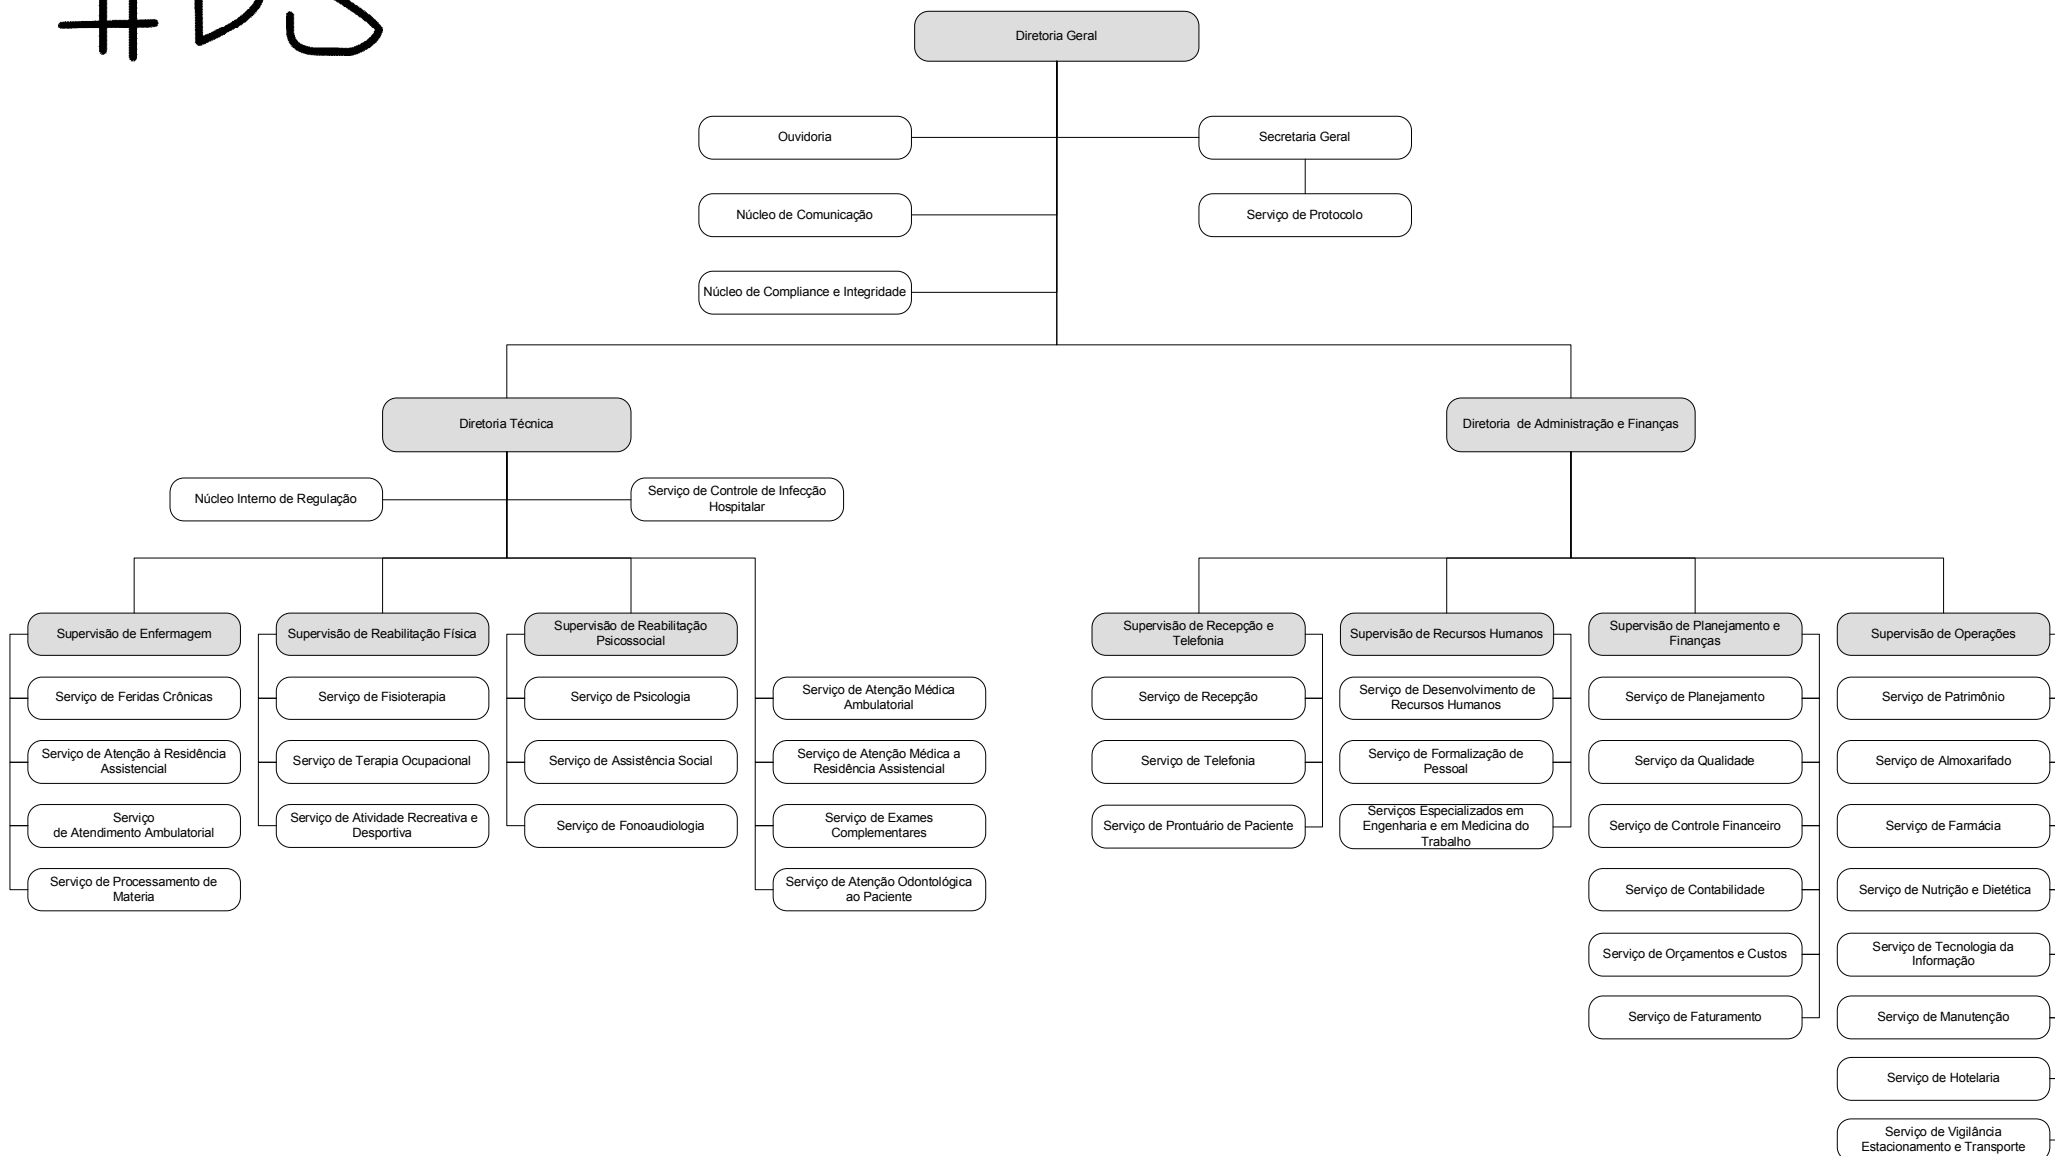 #DS
Diretoria Geral
Ouvidoria
Secretaria Geral
Núcleo de Comunicação
Serviço de Protocolo
Núcleo de Compliance e Integridade
Diretoria Técnica
Diretoria de Administração e Finanças
Núcleo Interno de Regulação
Serviço de Controle de Infecção
Hospitalar
Supervisão de Enfermagem
Serviço de Feridas Crônicas
Serviço de Atenção à Residência
Assistencial
Serviço
de Atendimento Ambulatorial
Serviço de Processamento de
Materia
Supervisão de Reabilitação Física
Serviço de Fisioterapia
Serviço de Terapia Ocupacional
Serviço de Atividade Recreativa e
Desportiva
Supervisão de Reabilitação
Psicossocial
Serviço de Psicologia
Serviço de Assistência Social
Serviço de Fonoaudiologia
Serviço de Atenção Médica
Ambulatorial
Serviço de Atenção Médica a
Residência Assistencial
Serviço de Exames
Complementares
Serviço de Atenção Odontológica
ao Paciente
Supervisão de Recepção e
Telefonia
Serviço de Recepção
Serviço de Telefonia
Serviço de Prontuário de Paciente
Supervisão de Recursos Humanos
Serviço de Desenvolvimento de
Recursos Humanos
Serviço de Formalização de
Pessoal
Serviços Especializados em
Engenharia e em Medicina do
Trabalho
Supervisão de Planejamento e
Finanças
Serviço de Planejamento
Serviço da Qualidade
Serviço de Controle Financeiro
Serviço de Contabilidade
Serviço de Orçamentos e Custos
Serviço de Faturamento
Supervisão de Operações
Serviço de Patrimônio
Serviço de Almoxarifado
Serviço de Farmácia
Serviço de Nutrição e Dietética
Serviço de Tecnologia da
Informação
Serviço de Manutenção
Serviço de Hotelaria
Serviço de Vigilância
Estacionamento e Transporte